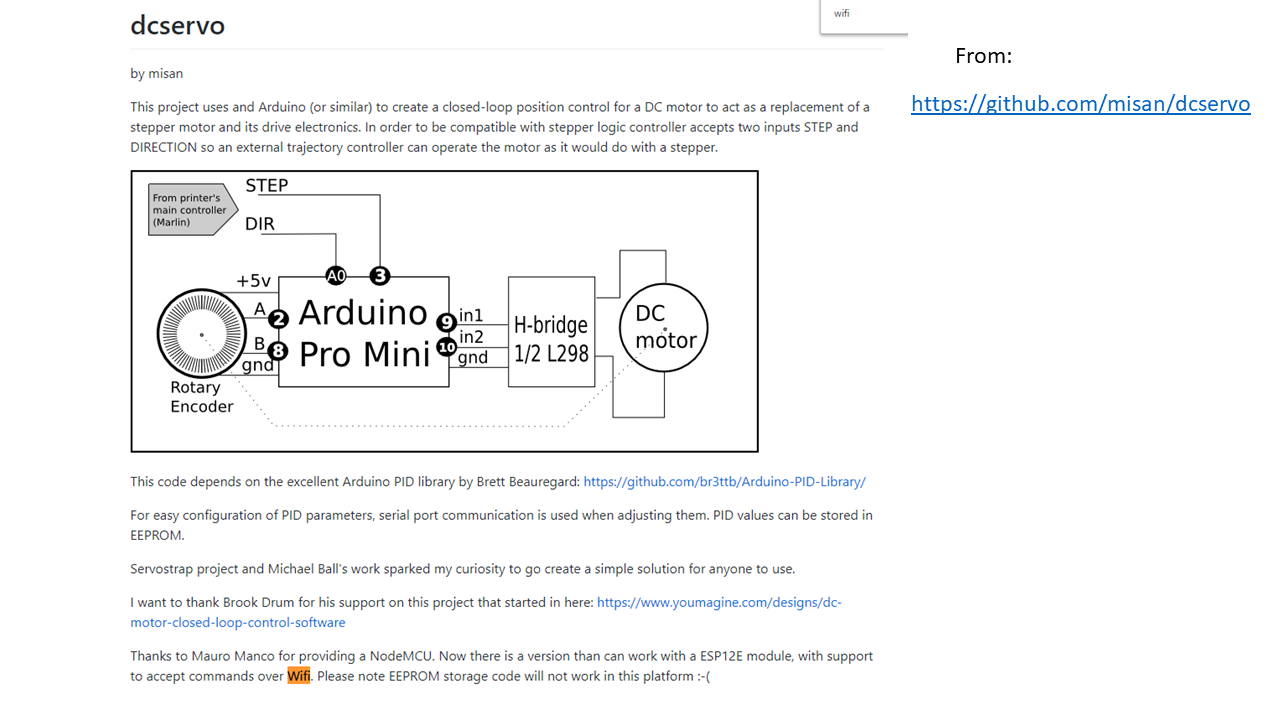 dcservo
wifi
From:
https://github.com/misan/dcservo
by misan
This project uses and Arduino (or similar) to create a closed-loop position control for a DC motor to act as a replacement of a
stepper motor and its drive electronics. In order to be compatible with stepper logic controller accepts two inputs STEP and
DIRECTION so an external trajectory controller can operate the motor as it would do with a stepper.
From printer's
main controller
(Marlin)
STEP
DIR
A0
3
+5v
A
2
B
8
gnd
Rotary
Encoder
Arduino
Pro Mini
9
in1
10
in2
gnd
H-bridge
1/2 L298
DC
motor
This code depends on the excellent Arduino PID library by Brett Beauregard: https://github.com/br3ttb/Arduino-PID-Library/
For easy configuration of PID parameters, serial port communication is used when adjusting them. PID values can be stored in
EEPROM.
Servostrap project and Michael Ball's work sparked my curiosity to go create a simple solution for anyone to use.
I want to thank Brook Drum for his support on this project that started in here: https://www.youmagine.com/designs/dc-
motor-closed-loop-control-software
Thanks to Mauro Manco for providing a NodeMCU. Now there is a version than can work with a ESP12E module, with support
to accept commands over Wifi. Please note EEPROM storage code will not work in this platform :-(